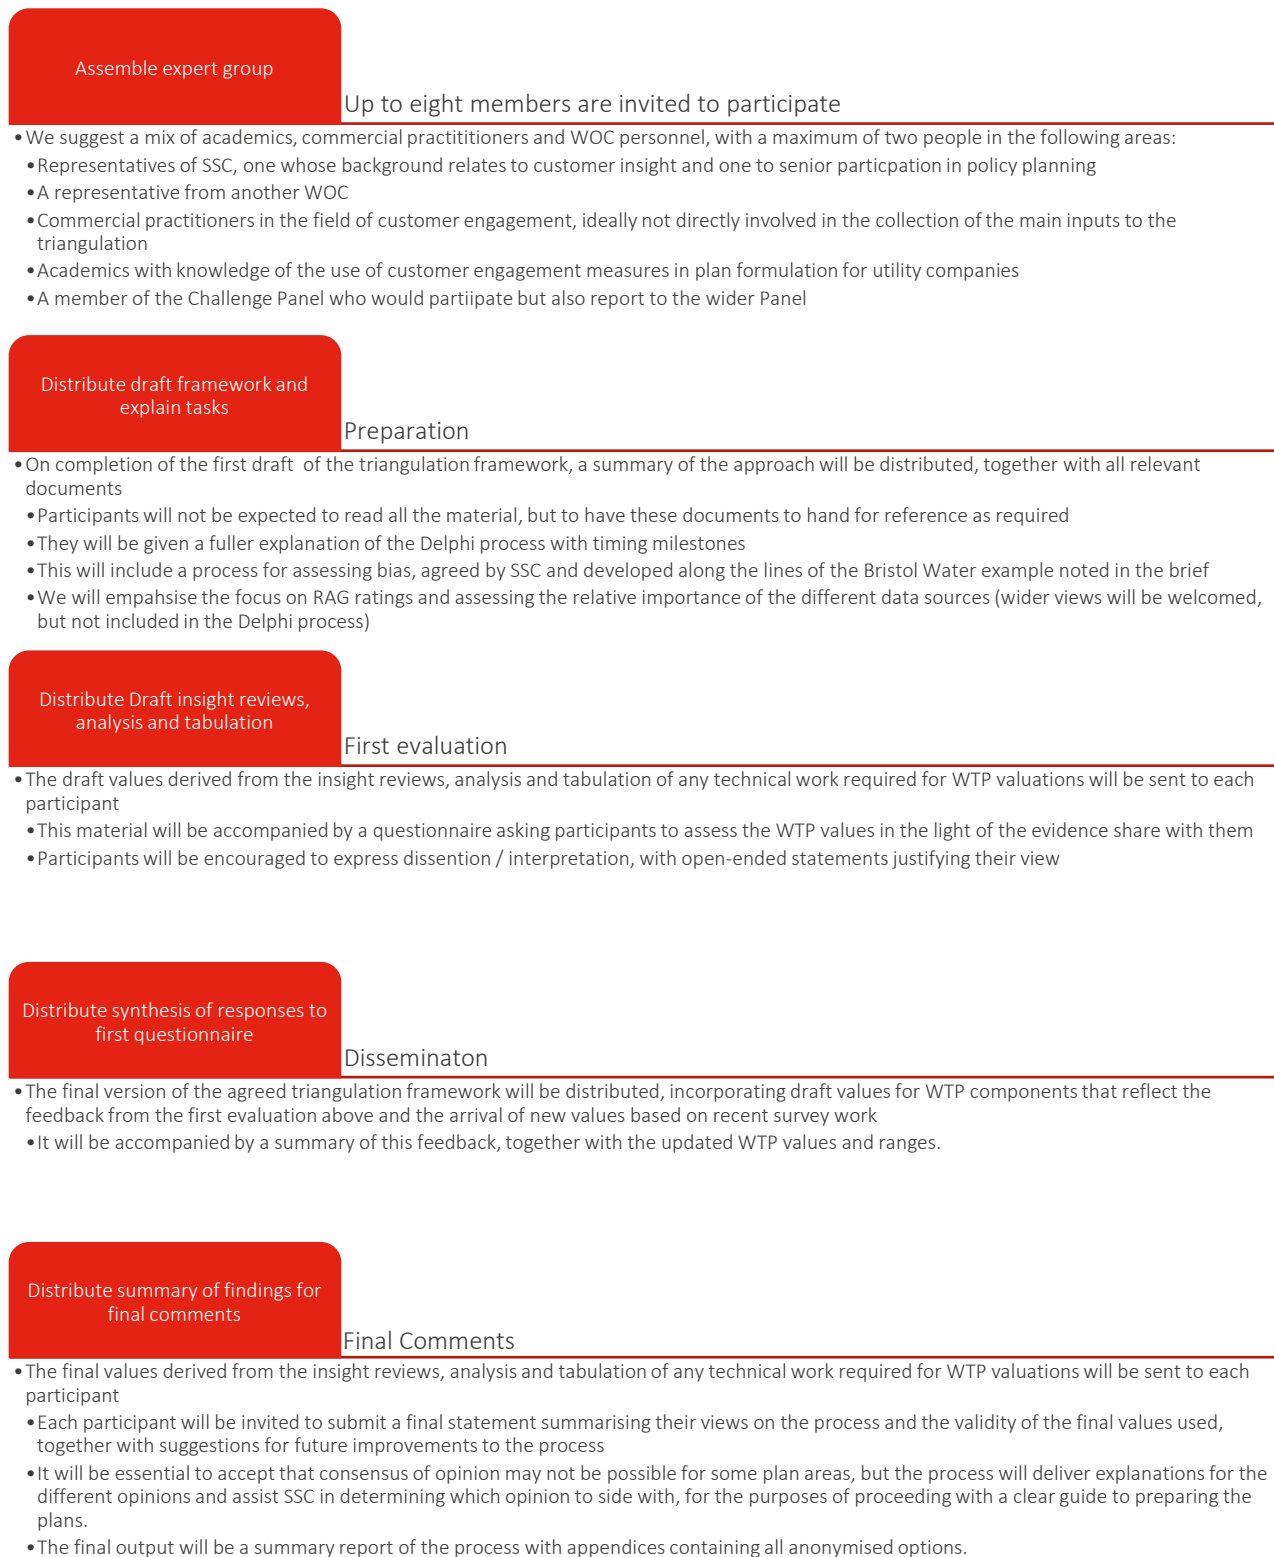 Assemble expert group
Up to eight members are invited to participate
•We suggest a mix of academics, commercial practititioners and WOC personnel, with a maximum of two people in the following areas:
•Representatives of SSC, one whose background relates to customer insight and one to senior particpation in policy planning
•A representative from another WOC
•Commercial practitioners in the field of customer engagement, ideally not directly involved in the collection of the main inputs to the
triangulation
•Academics with knowledge of the use of customer engagement measures in plan formulation for utility companies
•A member of the Challenge Panel who would partiipate but also report to the wider Panel
Distribute draft framework and
explain tasks
Preparation
•On completion of the first draft of the triangulation framework, a summary of the approach will be distributed, together with all relevant
documents
•Participants will not be expected to read all the material, but to have these documents to hand for reference as required
•They will be given a fuller explanation of the Delphi process with timing milestones
•This will include a process for assessing bias, agreed by SSC and developed along the lines of the Bristol Water example noted in the brief
•We will empahsise the focus on RAG ratings and assessing the relative importance of the different data sources (wider views will be welcomed,
but not included in the Delphi process)
Distribute Draft insight reviews,
analysis and tabulation
First evaluation
•The draft values derived from the insight reviews, analysis and tabulation of any technical work required for WTP valuations will be sent to each
participant
•This material will be accompanied by a questionnaire asking participants to assess the WTP values in the light of the evidence share with them
•Participants will be encouraged to express dissention / interpretation, with open-ended statements justifying their view
Distribute synthesis of responses to
first questionnaire
Disseminaton
•The final version of the agreed triangulation framework will be distributed, incorporating draft values for WTP components that reflect the
feedback from the first evaluation above and the arrival of new values based on recent survey work
•It will be accompanied by a summary of this feedback, together with the updated WTP values and ranges.
Distribute summary of findings for
final comments
Final Comments
•The final values derived from the insight reviews, analysis and tabulation of any technical work required for WTP valuations will be sent to each
participant
•Each participant will be invited to submit a final statement summarising their views on the process and the validity of the final values used,
together with suggestions for future improvements to the process
•It will be essential to accept that consensus of opinion may not be possible for some plan areas, but the process will deliver explanations for the
different opinions and assist SSC in determining which opinion to side with, for the purposes of proceeding with a clear guide to preparing the
plans.
•The final output will be a summary report of the process with appendices containing all anonymised options.